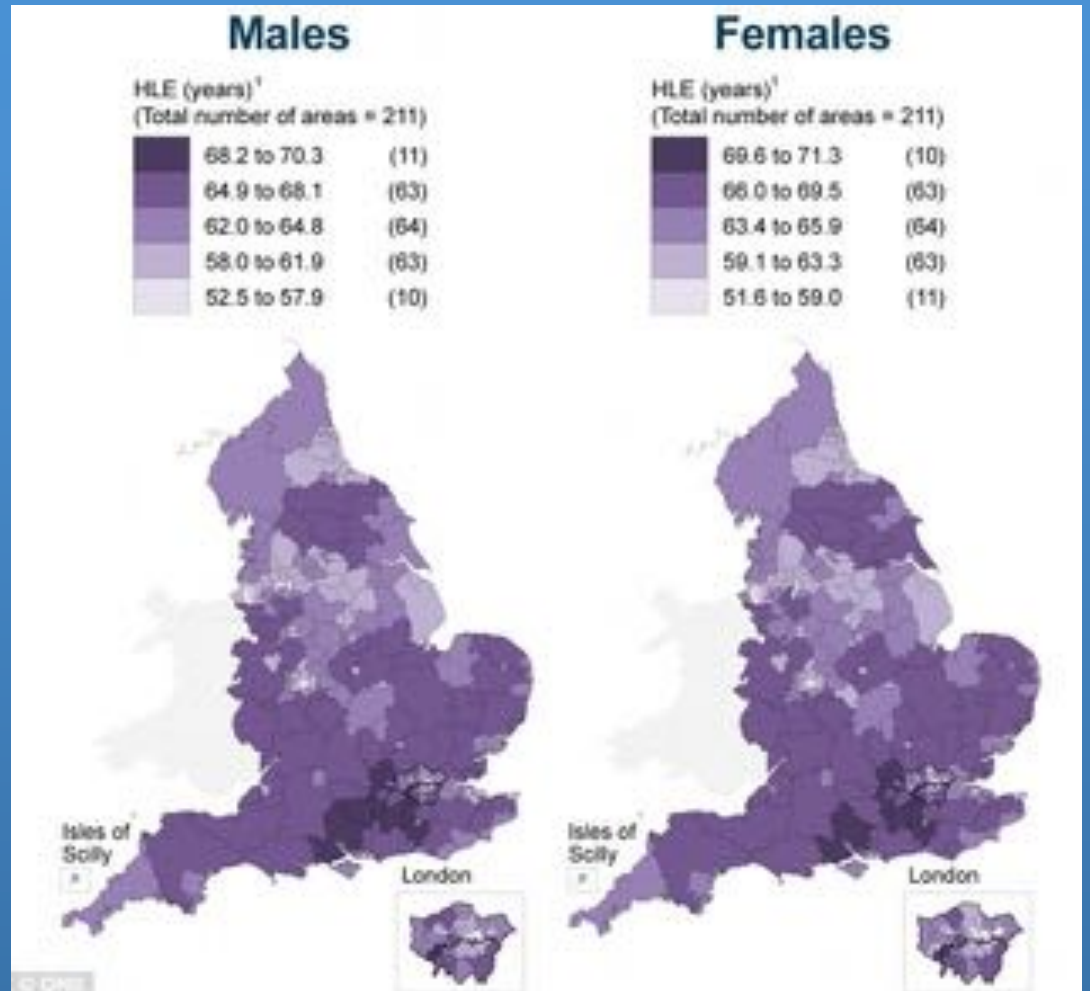 Males
HLE (years)¹
(Total number of areas = 211)
68.2 to 70.3 (11)
64.9 to 68.1 (63)
62.0 to 64.8 (64)
58.0 to 61.9 (63)
52.5 to 57.9 (10)
Isles of
Scilly
London
Females
HLE (years)¹
(Total number of areas = 211)
69.6 to 71.3 (10)
66.0 to 69.5 (63)
63.4 to 65.9 (64)
59.1 to 63.3 (63)
51.6 to 59.0 (11)
Isles of
Scilly
London